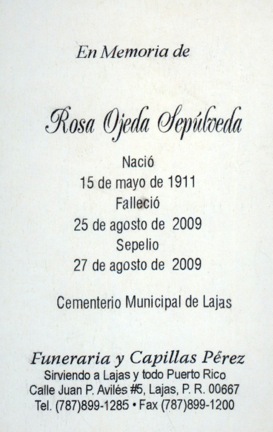 En Memoria de
Rosa Ojeda Sepúlveda
Nació
15 de mayo de 1911
Falleció
25 de agosto de 2009
Sepelio
27 de agosto de 2009
Cementerio Municipal de Lajas
Funeraria y Capillas Pérez
Sirviendo a Lajas y todo Puerto Rico
Calle Juan P. Avilés #5, Lajas, P. R. 00667
Tel. (787)899-1285 • Fax (787)899-1200